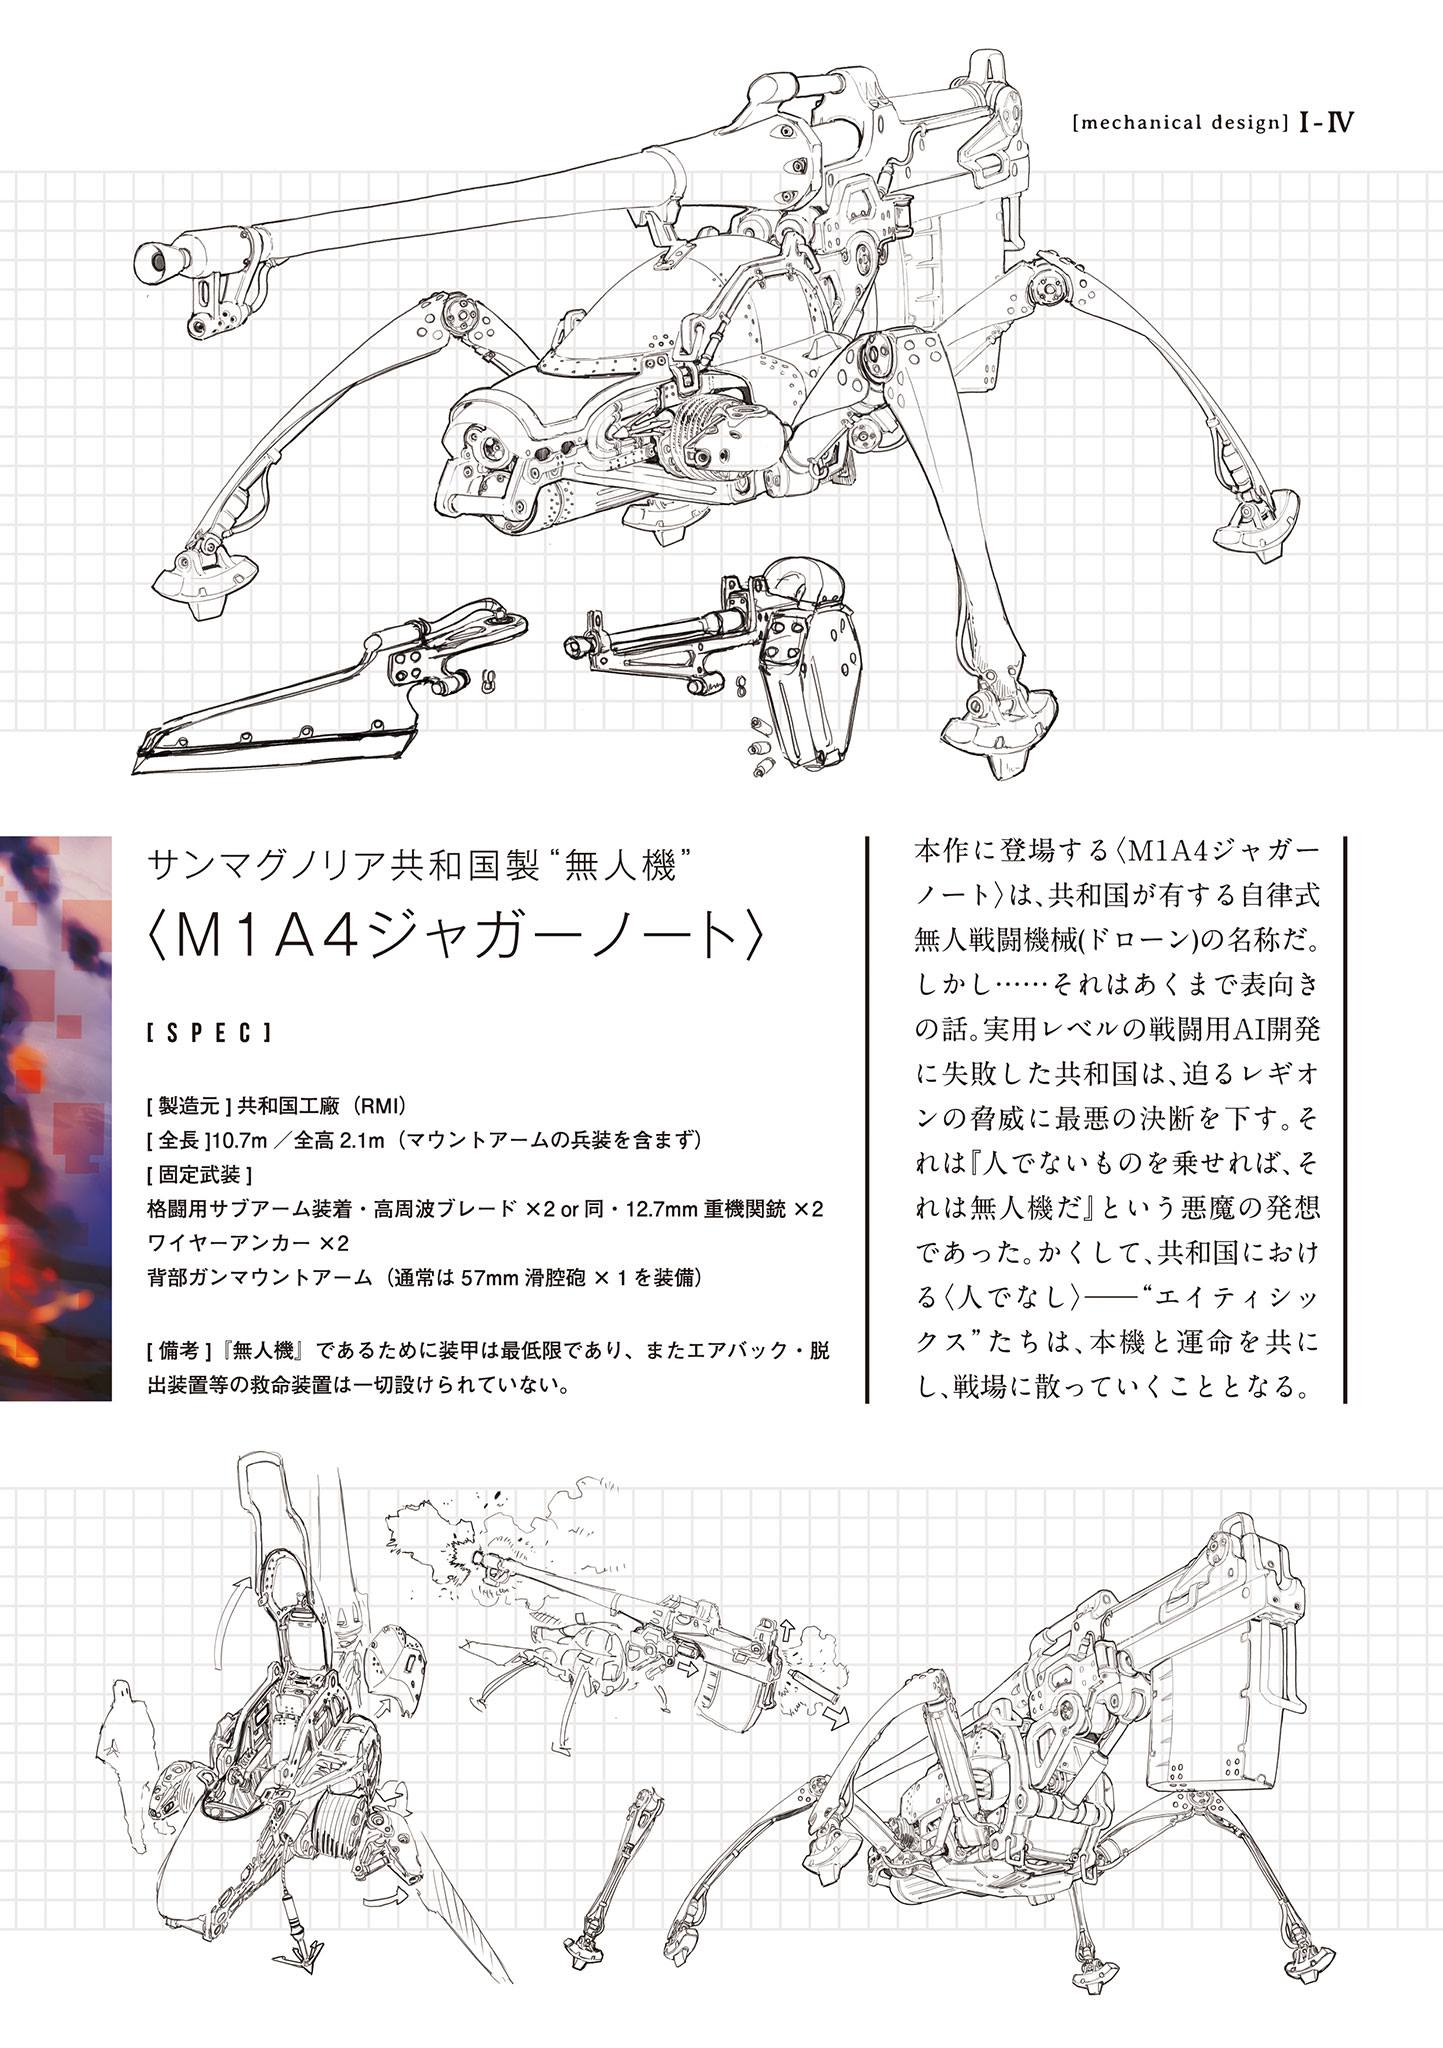 [mechanical design] I-IV
サンマグノリア共和国製“無人機”
〈M1A4ジャガーノート〉
[SPEC]
[ 製造元 ] 共和国工廠（RMI）
[ 全長 ]10.7m ／全高 2.1m（マウントアームの兵装を含まず）
[ 固定武装 ]
格闘用サブアーム装着・高周波ブレード ×2 or 同・12.7mm 重機関銃 ×2
ワイヤーアンカー ×2
背部ガンマウントアーム（通常は 57mm 滑腔砲 × 1 を装備）
[ 備考 ]『無人機』であるために装甲は最低限であり、またエアバック・脱
出装置等の救命装置は一切設けられていない。
本作に登場する〈M1A4ジャガー
ノート〉は、共和国が有する自律式
無人戦闘機械(ドローン)の名称だ。
しかし……それはあくまで表向き
の話。実用レベルの戦闘用AI開発
に失敗した共和国は、迫るレギオ
ンの脅威に最悪の決断を下す。そ
れは『人でないものを乗せれば、そ
れは無人機だ』という悪魔の発想
であった。かくして、共和国におけ
る〈人でなし〉――“エイティシッ
クス”たちは、本機と運命を共に
し、戦場に散っていくこととなる。